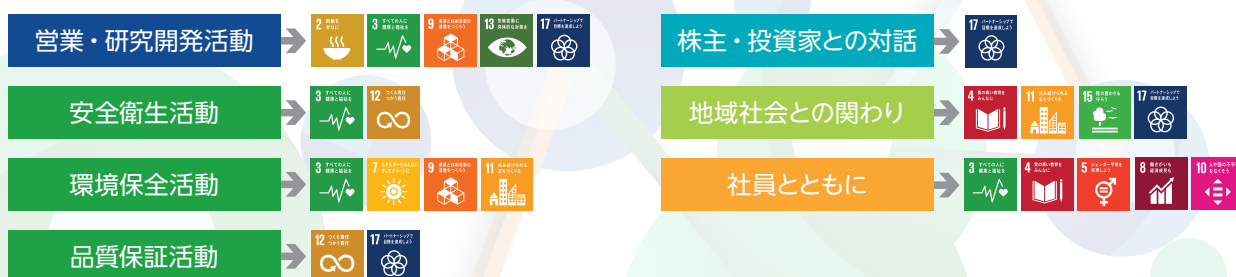 営業・研究開発活動
2 飢餓をゼロに
3 すべての人に健康と福祉を
9 産業と技術革新の基盤をつくろう
13 気候変動に具体的な対策を
17 パートナーシップで目標を達成しよう
安全衛生活動
3 すべての人に健康と福祉を
12 つくる責任つかう責任
環境保全活動
3 すべての人に健康と福祉を
7 エネルギーをみんなにそしてクリーンに
9 産業と技術革新の基盤をつくろう
11 住み続けられるまちづくりを
品質保証活動
12 つくる責任つかう責任
17 パートナーシップで目標を達成しよう
株主・投資家との対話
17 パートナーシップで目標を達成しよう
地域社会との関わり
4 質の高い教育をみんなに
11 住み続けられるまちづくりを
15 陸の豊かさも守ろう
17 パートナーシップで目標を達成しよう
社員とともに
3 すべての人に健康と福祉を
4 質の高い教育をみんなに
5 ジェンダー平等を実現しよう
8 働きがいも経済成長も
10 人や国の不平
をなくそう